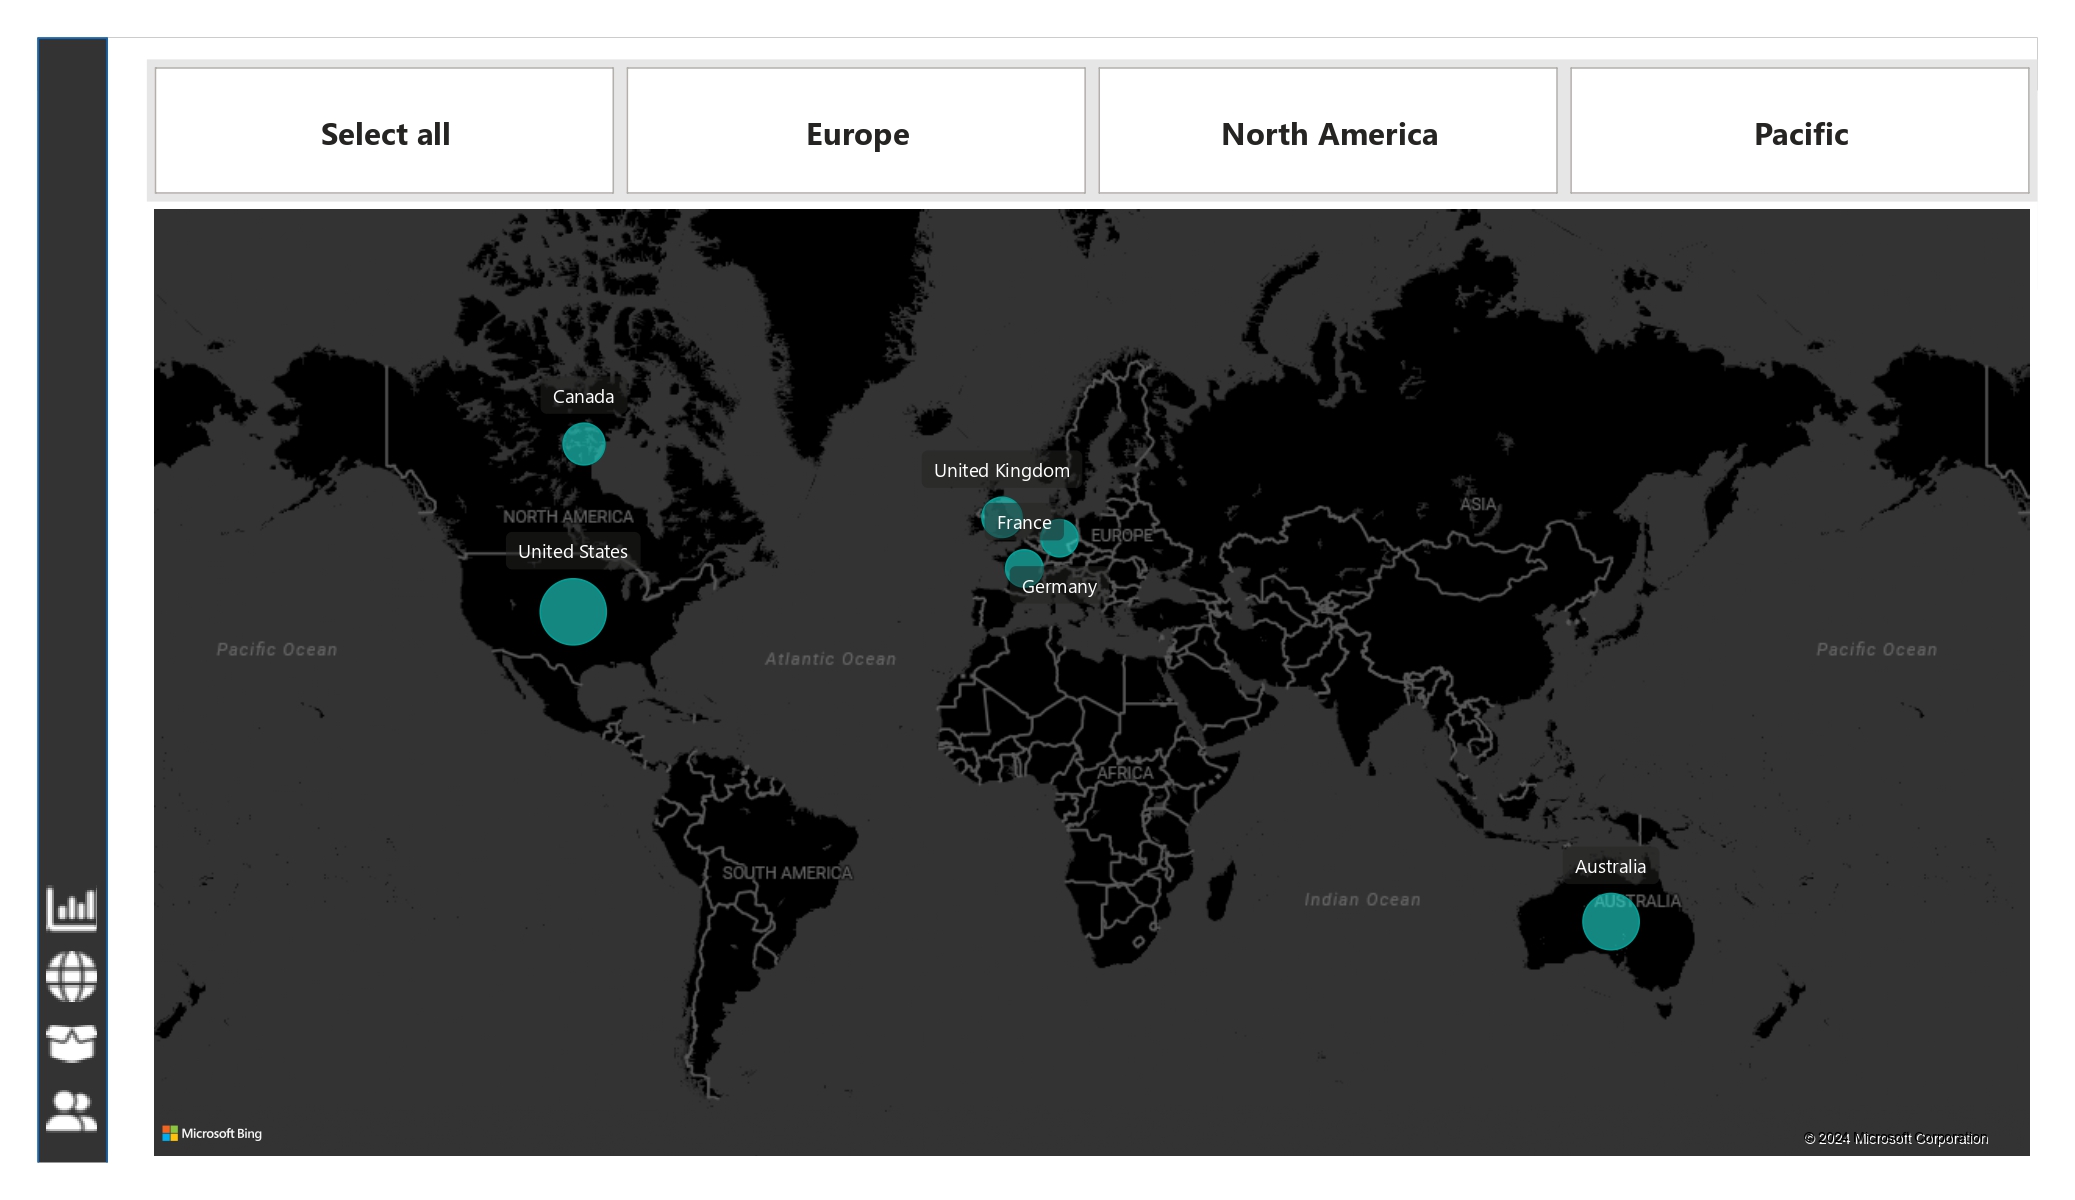 Select all
Europe
North America
Pacific
Canada
United Kingdom
NORTH AMERICA
ASIA
France
EUROPE
United States
Germany
Pacific Ocean
Atlantic Ocean
Pacific Ocean
AFRICA
SOUTH AMERICA
Australia
Indian Ocean
AUSTRALIA
Microsoft Bing
© 2024 Microsoft Corporation